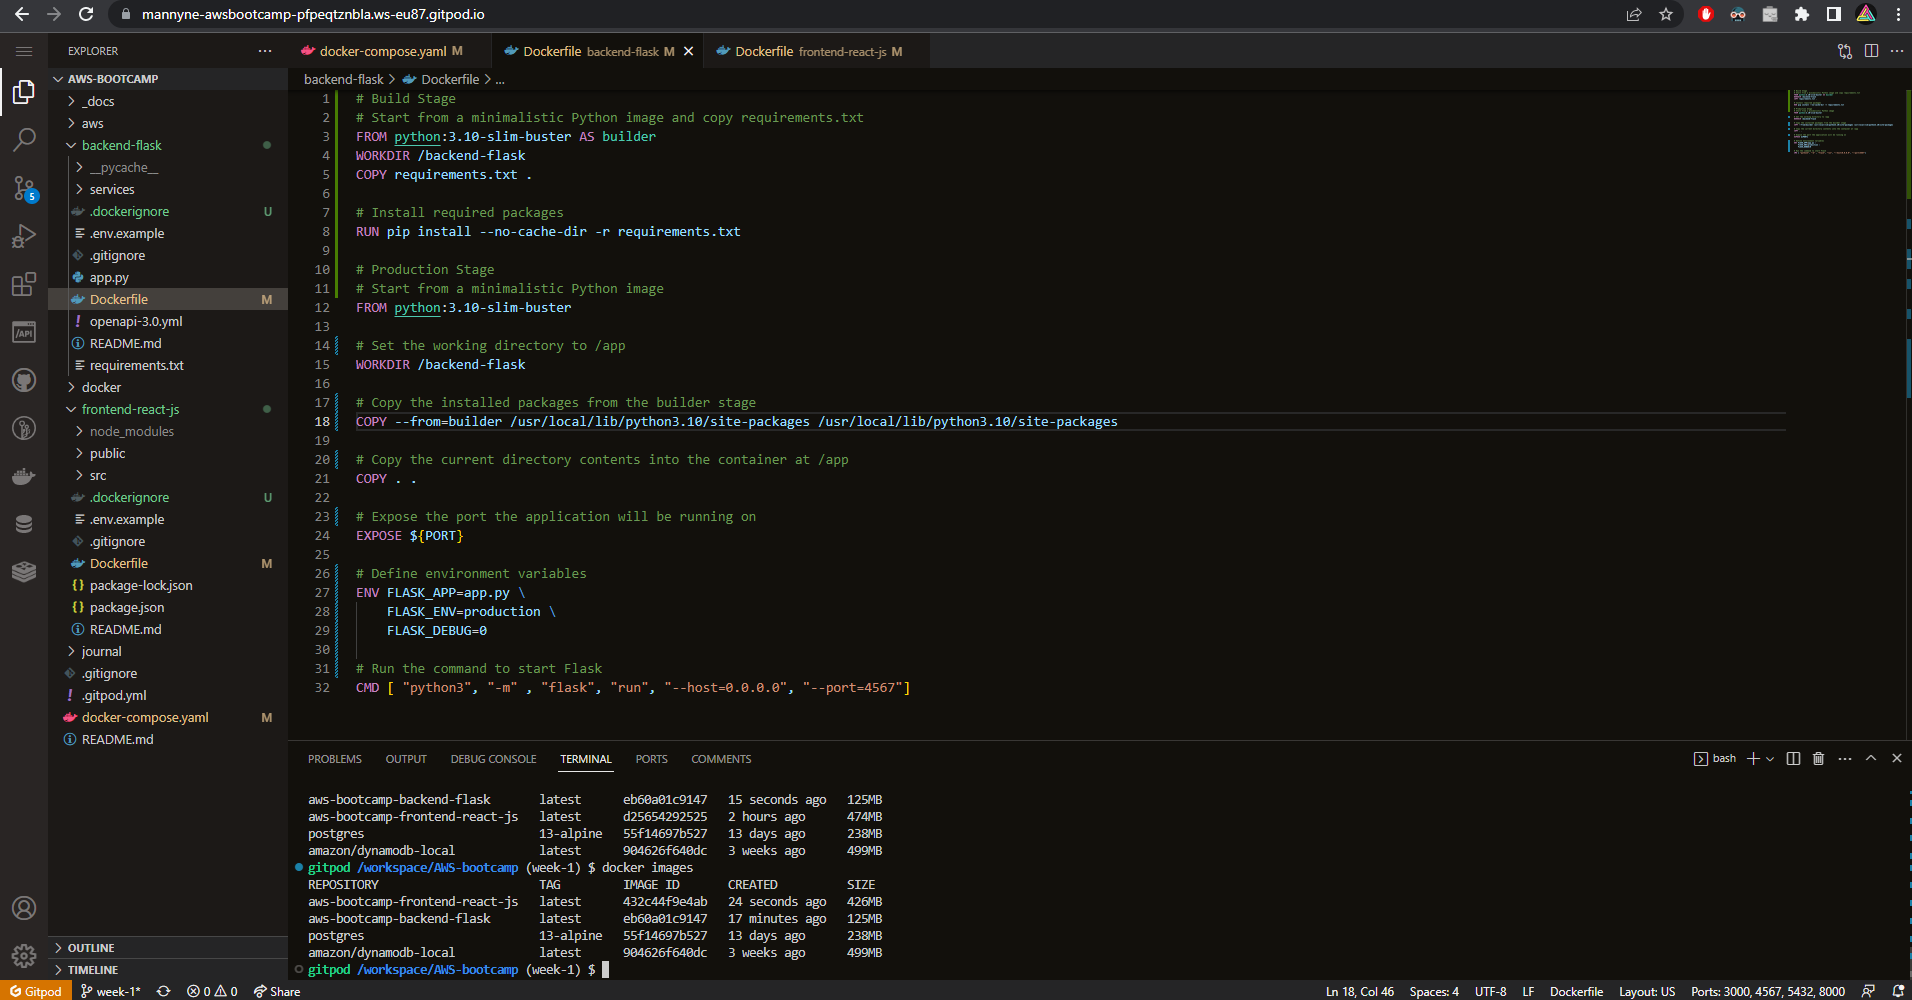 mannyne-awsbootcamp-pfpeqtznbla.ws-eu87.gitpod.io
EXPLORER
docker-compose.yaml M
Dockerfile backend-flask M
Dockerfile frontend-react-js M
AWS-BOOTCAMP
backend-flask > Dockerfile > ...
_docs
aws
backend-flask
__pycache__
services
.dockerignore U
.env.example
.gitignore
app.py
Dockerfile M
openapi-3.0.yml
README.md
requirements.txt
docker
frontend-react-js
node_modules
public
src
.dockerignore U
.env.example
.gitignore
Dockerfile M
package-lock.json
package.json
README.md
journal
.gitignore
.gitpod.yml
docker-compose.yaml M
README.md
OUTLINE
TIMELINE
5
/API
1 # Build Stage
2 # Start from a minimalistic Python image and copy requirements.txt
3 FROM python:3.10-slim-buster AS builder
4 WORKDIR /backend-flask
5 COPY requirements.txt .
6
7 # Install required packages
8 RUN pip install --no-cache-dir -r requirements.txt
9
10 # Production Stage
11 # Start from a minimalistic Python image
12 FROM python:3.10-slim-buster
13
14 # Set the working directory to /app
15 WORKDIR /backend-flask
16
17 # Copy the installed packages from the builder stage
18 COPY --from=builder /usr/local/lib/python3.10/site-packages /usr/local/lib/python3.10/site-packages
19
20 # Copy the current directory contents into the container at /app
21 COPY . .
22
23 # Expose the port the application will be running on
24 EXPOSE ${PORT}
25
26 # Define environment variables
27 ENV FLASK_APP=app.py \
28 FLASK_ENV=production \
29 FLASK_DEBUG=0
30
31 # Run the command to start Flask
32 CMD [ "python3", "-m" , "flask", "run", "--host=0.0.0.0", "--port=4567"]
PROBLEMS OUTPUT DEBUG CONSOLE TERMINAL PORTS COMMENTS
bash
aws-bootcamp-backend-flask latest eb60a01c9147 15 seconds ago 125MB
aws-bootcamp-frontend-react-js latest d25654292525 2 hours ago 474MB
postgres 13-alpine 55f14697b527 13 days ago 238MB
amazon/dynamodb-local latest 904626f640dc 3 weeks ago 499MB
gitpod /workspace/AWS-bootcamp (week-1) $ docker images
REPOSITORY TAG IMAGE ID CREATED SIZE
aws-bootcamp-frontend-react-js latest 432c44f9e4ab 24 seconds ago 426MB
aws-bootcamp-backend-flask latest eb60a01c9147 17 minutes ago 125MB
postgres 13-alpine 55f14697b527 13 days ago 238MB
amazon/dynamodb-local latest 904626f640dc 3 weeks ago 499MB
gitpod /workspace/AWS-bootcamp (week-1) $
Gitpod week-1* 0 0 Share
Ln 18, Col 46 Spaces: 4 UTF-8 LF Dockerfile Layout: US Ports: 3000, 4567, 5432, 8000